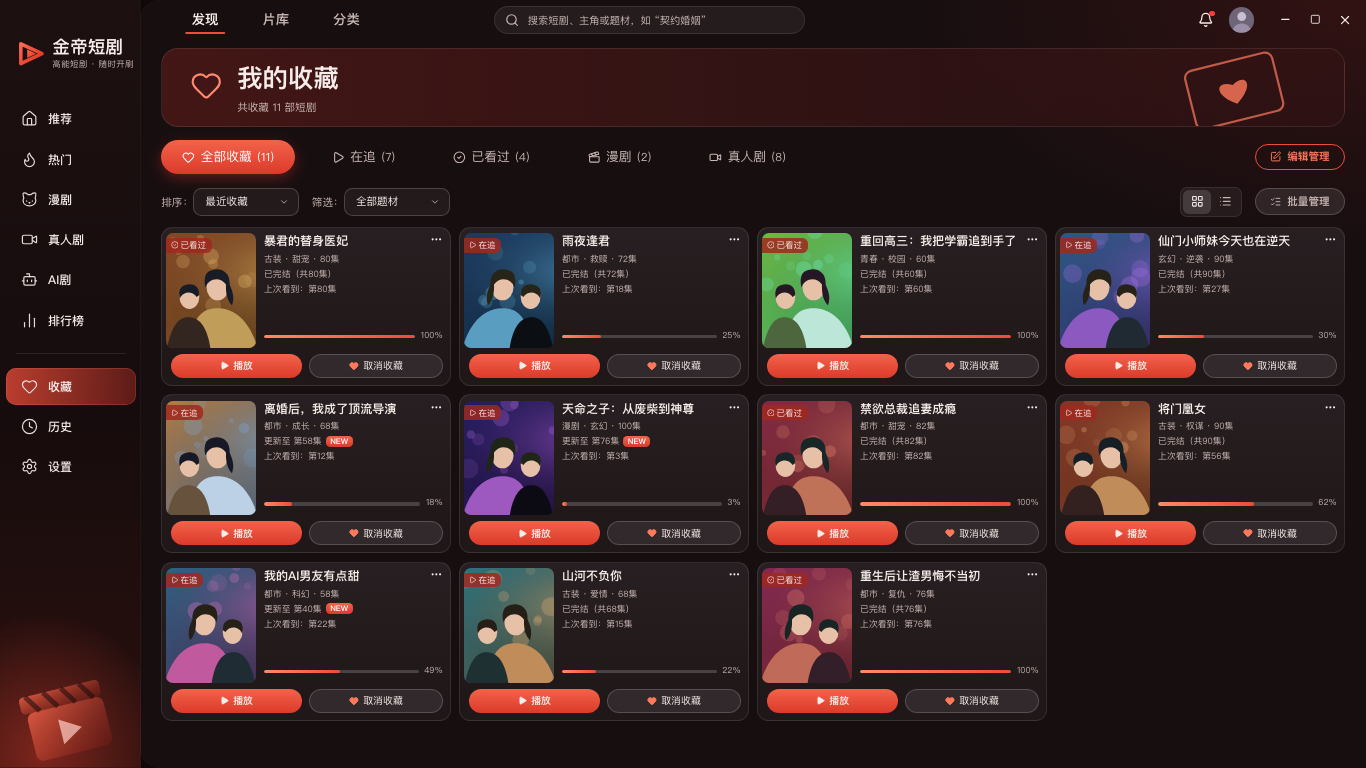 金帝短剧
高能短剧 · 随时开刷
推荐
热门
漫剧
真人剧
AI剧
排行榜
收藏
历史
设置
发现 片库 分类
搜索短剧、主角或题材，如“契约婚姻”
我的收藏
共收藏 11 部短剧
全部收藏 (11) 在追 (7) 已看过 (4) 漫剧 (2) 真人剧 (8) 编辑管理
排序: 最近收藏 筛选: 全部题材 批量管理
已看过
暴君的替身医妃
古装 · 甜宠 · 80集
已完结（共80集）
上次看到: 第80集
100%
播放 取消收藏
在追
雨夜逢君
都市 · 救赎 · 72集
已完结（共72集）
上次看到: 第18集
25%
播放 取消收藏
已看过
重回高三：我把学霸追到手了
青春 · 校园 · 60集
已完结（共60集）
上次看到: 第60集
100%
播放 取消收藏
在追
仙门小师妹今天也在逆天
玄幻 · 逆袭 · 90集
已完结（共90集）
上次看到: 第27集
30%
播放 取消收藏
在追
离婚后，我成了顶流导演
都市 · 成长 · 68集
更新至 第58集 NEW
上次看到: 第12集
18%
播放 取消收藏
在追
天命之子：从废柴到神尊
漫剧 · 玄幻 · 100集
更新至 第76集 NEW
上次看到: 第3集
3%
播放 取消收藏
已看过
禁欲总裁追妻成瘾
都市 · 甜宠 · 82集
已完结（共82集）
上次看到: 第82集
100%
播放 取消收藏
在追
将门凰女
古装 · 权谋 · 90集
已完结（共90集）
上次看到: 第56集
62%
播放 取消收藏
在追
我的AI男友有点甜
都市 · 科幻 · 58集
更新至 第40集 NEW
上次看到: 第22集
49%
播放 取消收藏
在追
山河不负你
古装 · 爱情 · 68集
已完结（共68集）
上次看到: 第15集
22%
播放 取消收藏
已看过
重生后让渣男悔不当初
都市 · 复仇 · 76集
已完结（共76集）
上次看到: 第76集
100%
播放 取消收藏